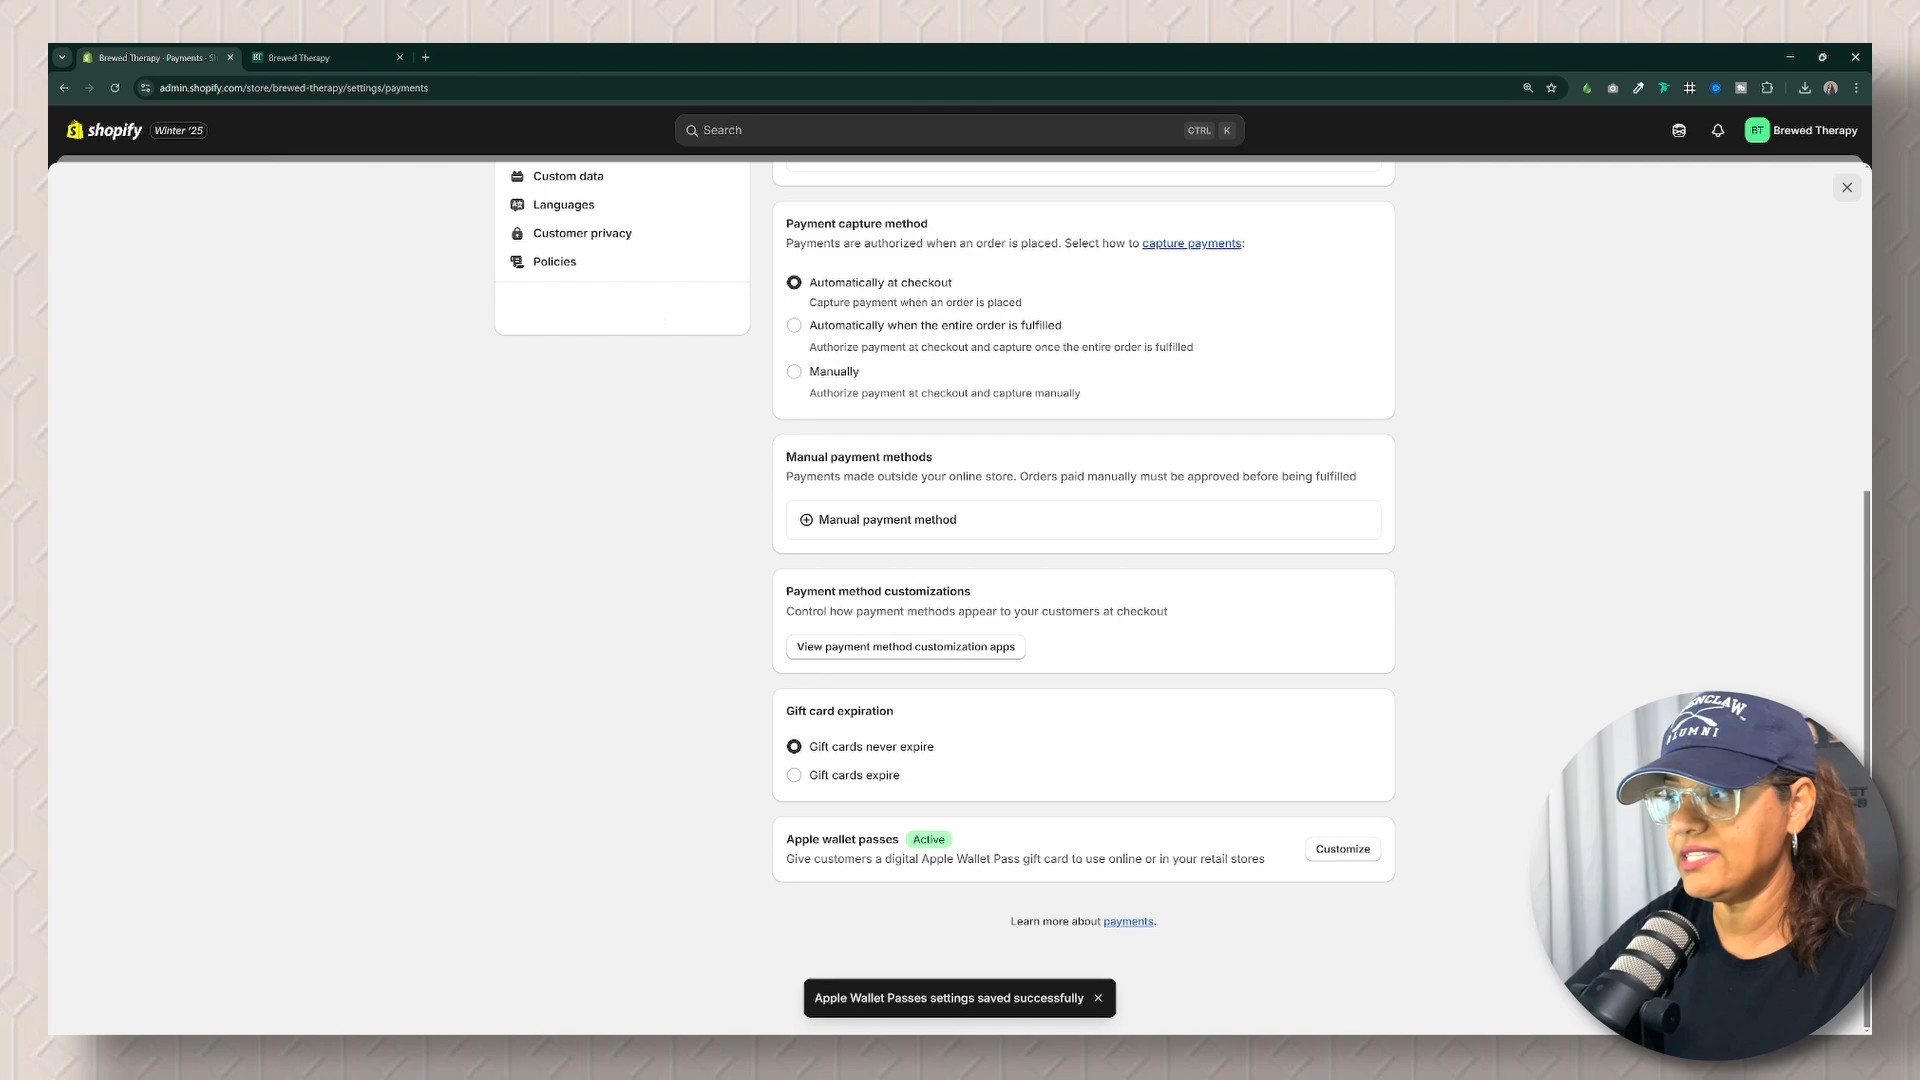 Brewed Therapy · Payments · Sh
Brewed Therapy
admin.shopify.com/store/brewed-therapy/settings/payments
shopify
Winter '25
Search
CTRL K
BT
Brewed Therapy
Custom data
Languages
Customer privacy
Policies
Payment capture method
Payments are authorized when an order is placed. Select how to capture payments:
Automatically at checkout
Capture payment when an order is placed
Automatically when the entire order is fulfilled
Authorize payment at checkout and capture once the entire order is fulfilled
Manually
Authorize payment at checkout and capture manually
Manual payment methods
Payments made outside your online store. Orders paid manually must be approved before being fulfilled
Manual payment method
Payment method customizations
Control how payment methods appear to your customers at checkout
View payment method customization apps
Gift card expiration
Gift cards never expire
Gift cards expire
Apple wallet passes
Active
Give customers a digital Apple Wallet Pass gift card to use online or in your retail stores
Customize
Learn more about payments.
Apple Wallet Passes settings saved successfully
ALUMNI